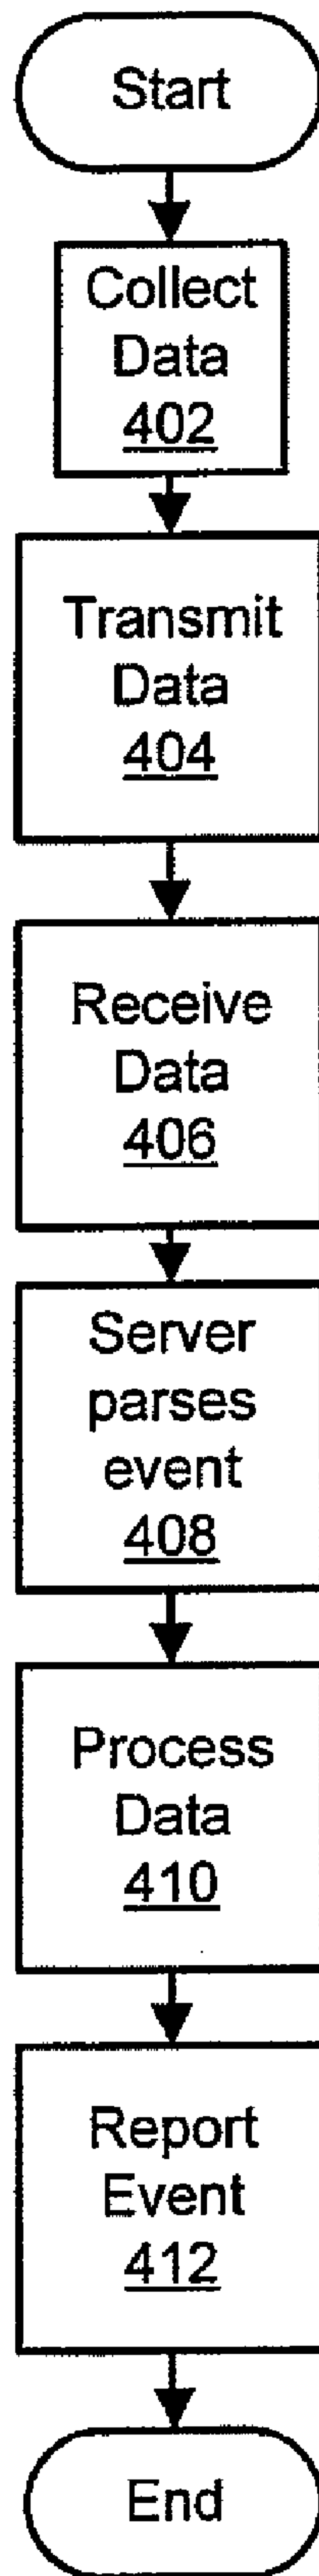 Start
Collect
Data
402
Transmit
Data
404
Receive
Data
406
Server
parses
event
408
Process
Data
410
Report
Event
412
End